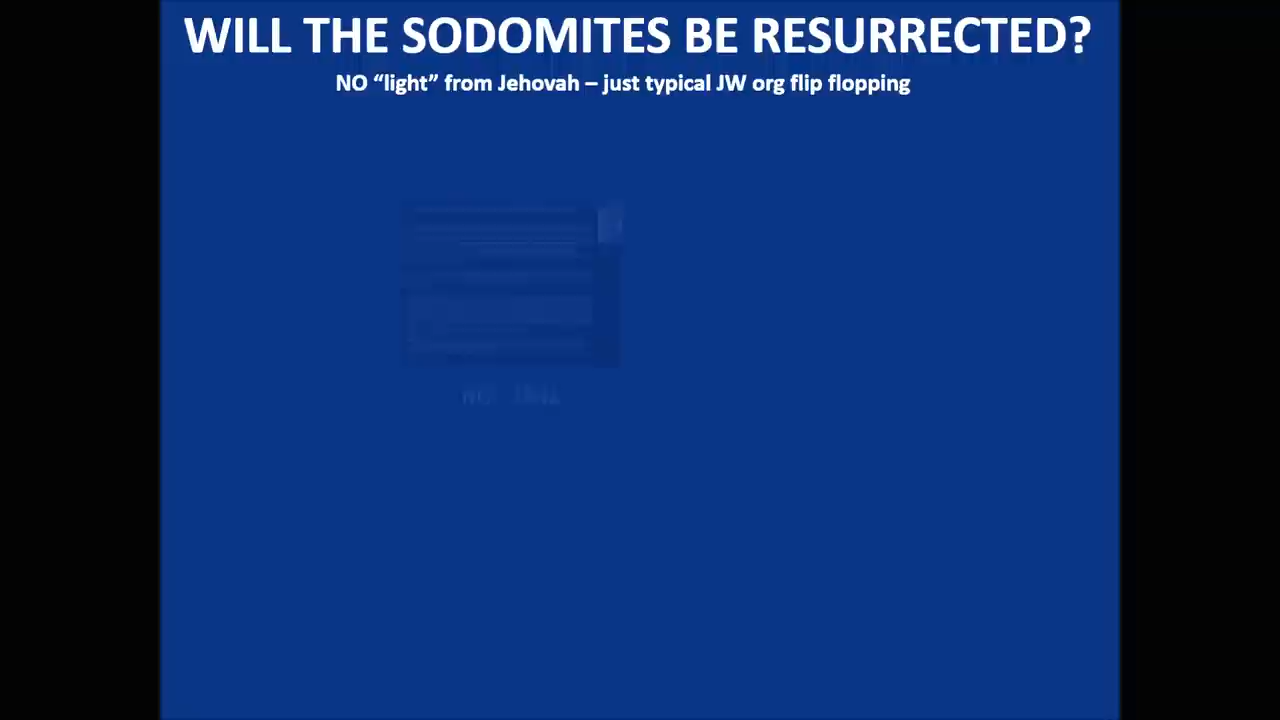 WILL THE SODOMITES BE RESURRECTED?
NO “light” from Jehovah – just typical JW org flip flopping